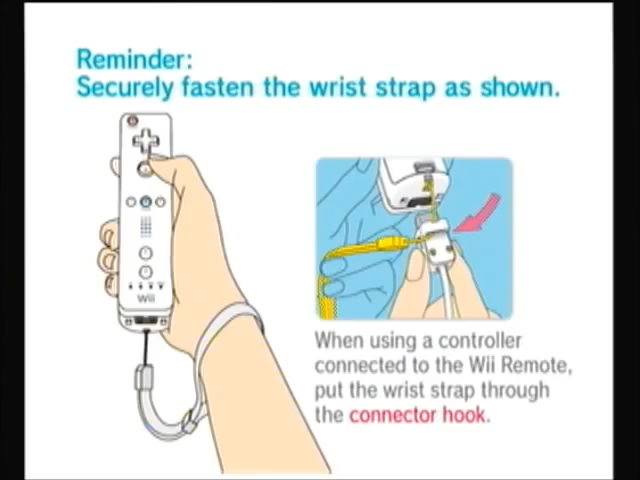 Reminder:
Securely fasten the wrist strap as shown.
Wii
When using a controller
connected to the Wii Remote,
put the wrist strap through
the connector hook.